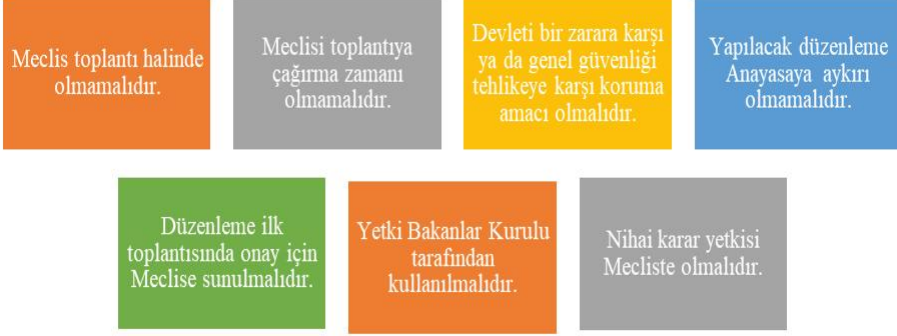 Meclis toplantı halinde
olmamalıdır.
Meclisi toplantıya
çağırma zamanı
olmamalıdır.
Devleti bir zarara karşı
ya da genel güvenliği
tehlikeye karşı koruma
amacı olmalıdır.
Yapılacak düzenleme
Anayasaya aykırı
olmamalıdır.
Düzenleme ilk
toplantısında onay için
Meclise sunulmalıdır.
Yetki Bakanlar Kurulu
tarafından
kullanılmalıdır.
Nihai karar yetkisi
Mecliste olmalıdır.